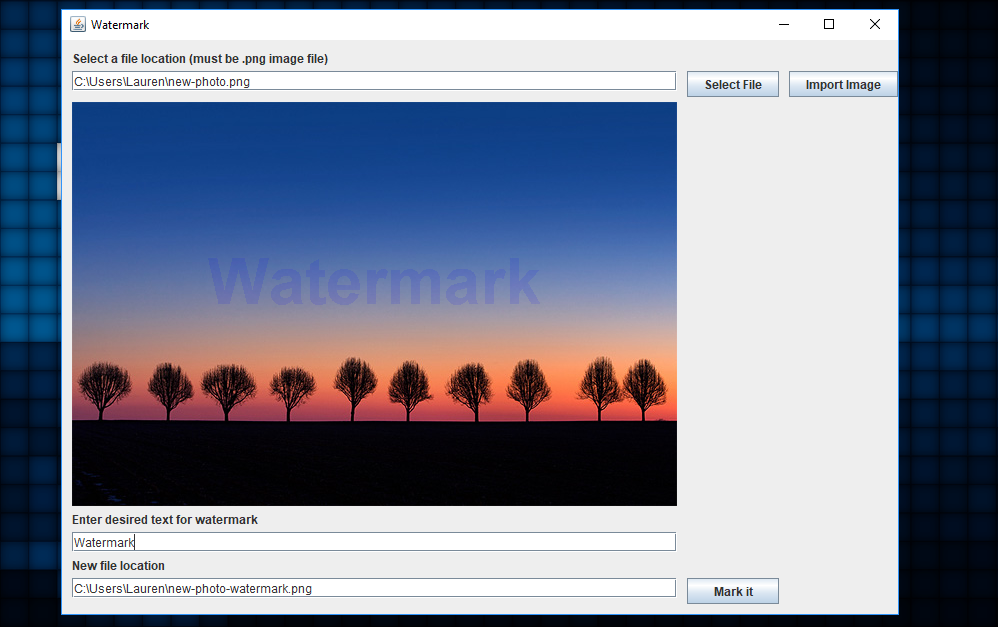 Watermark
Select a file location (must be .png image file)
C:\Users\Lauren\new-photo.png
Select File
Import Image
Watermark
Enter desired text for watermark
Watermark
New file location
C:\Users\Lauren\new-photo-watermark.png
Mark it